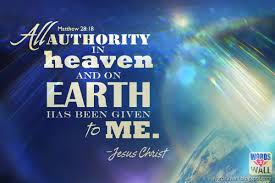 Matthew 28:18
All
AUTHORITY
IN
heaven
AND ON
EARTH
HAS BEEN GIVEN
to ME.
-Jesus Christ
WORDS
WALL